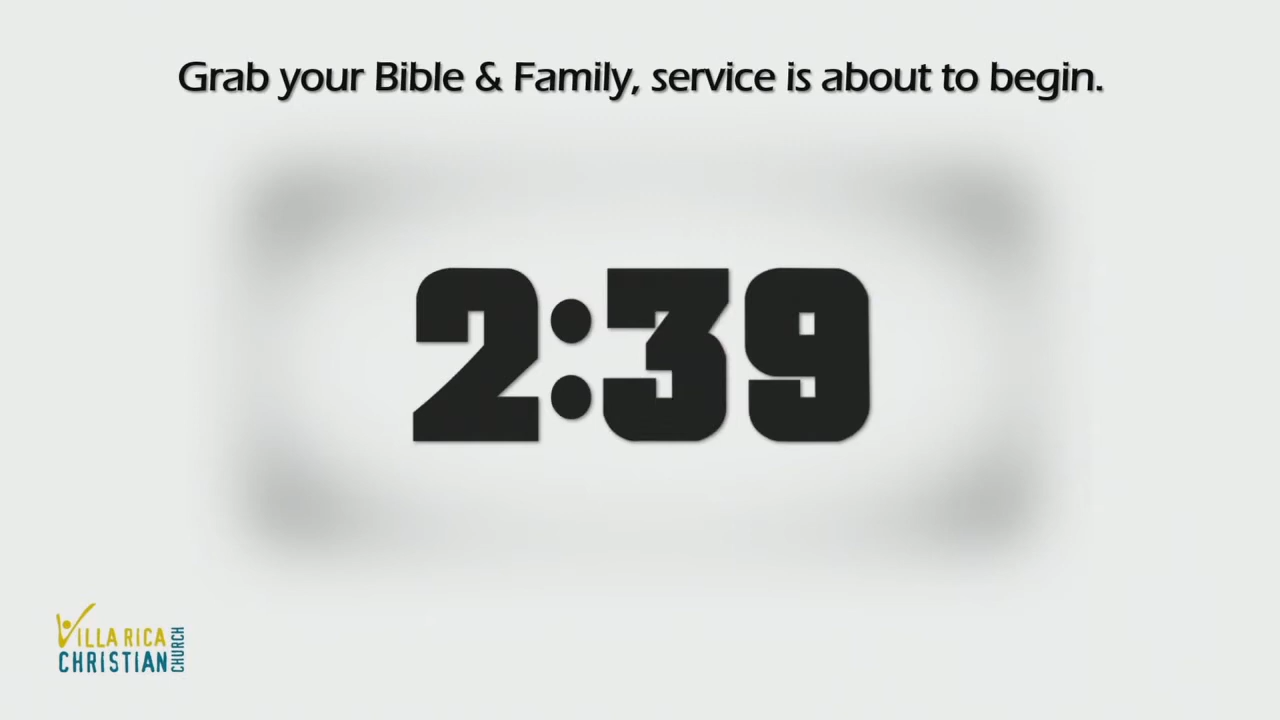 Grab your Bible & Family, service is about to begin.
2:39
VILLA RICA
CHRISTIAN
CHURCH